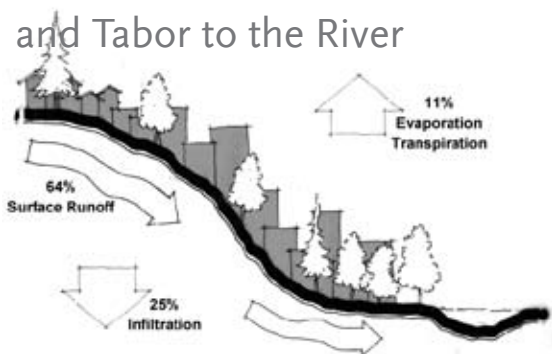 and Tabor to the River
11%
Evaporation
Transpiration
64%
Surface Runoff
25%
Infiltration